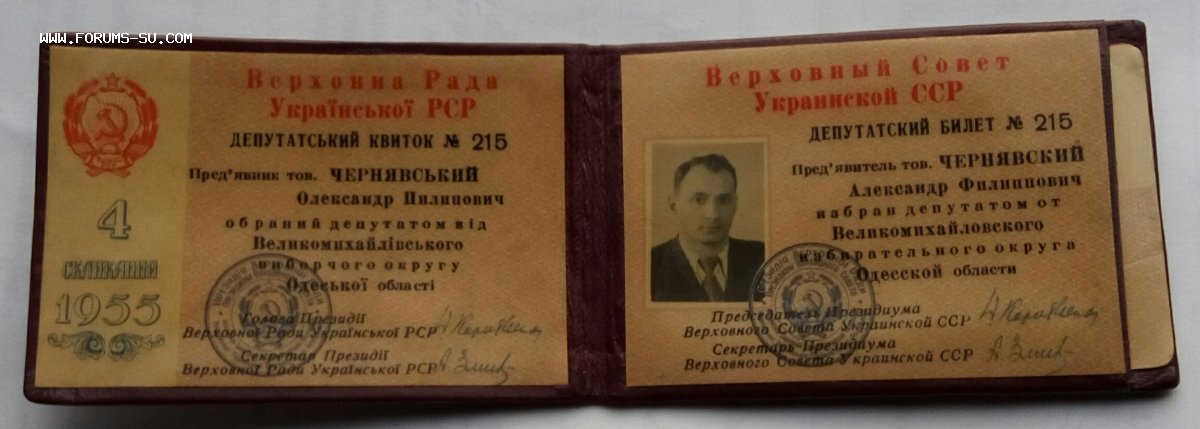 www.forums-su.com
Верховна Рада
Української РСР
ДЕПУТАТСЬКИЙ КВИТОК № 215
Пред'явник тов. ЧЕРНЯВСЬКИЙ
Олександр Пилипович
обраний депутатом від
Великомихайлівського
виборчого округу
Одеської області
Голова Президії
Верховної Ради Української РСР
Секретар Президії
Верховної Ради Української РСР
4
СКЛИКАННЯ
1955
Верховный Совет
Украинской ССР
ДЕПУТАТСКИЙ БИЛЕТ № 215
Пред'явитель тов. ЧЕРНЯВСКИЙ
Александр Филиппович
избран депутатом от
Великомихайловского
избирательного округа
Одесской области
Председатель Президиума
Верховного Совета Украинской ССР
Секретарь Президиума
Верховного Совета Украинской ССР